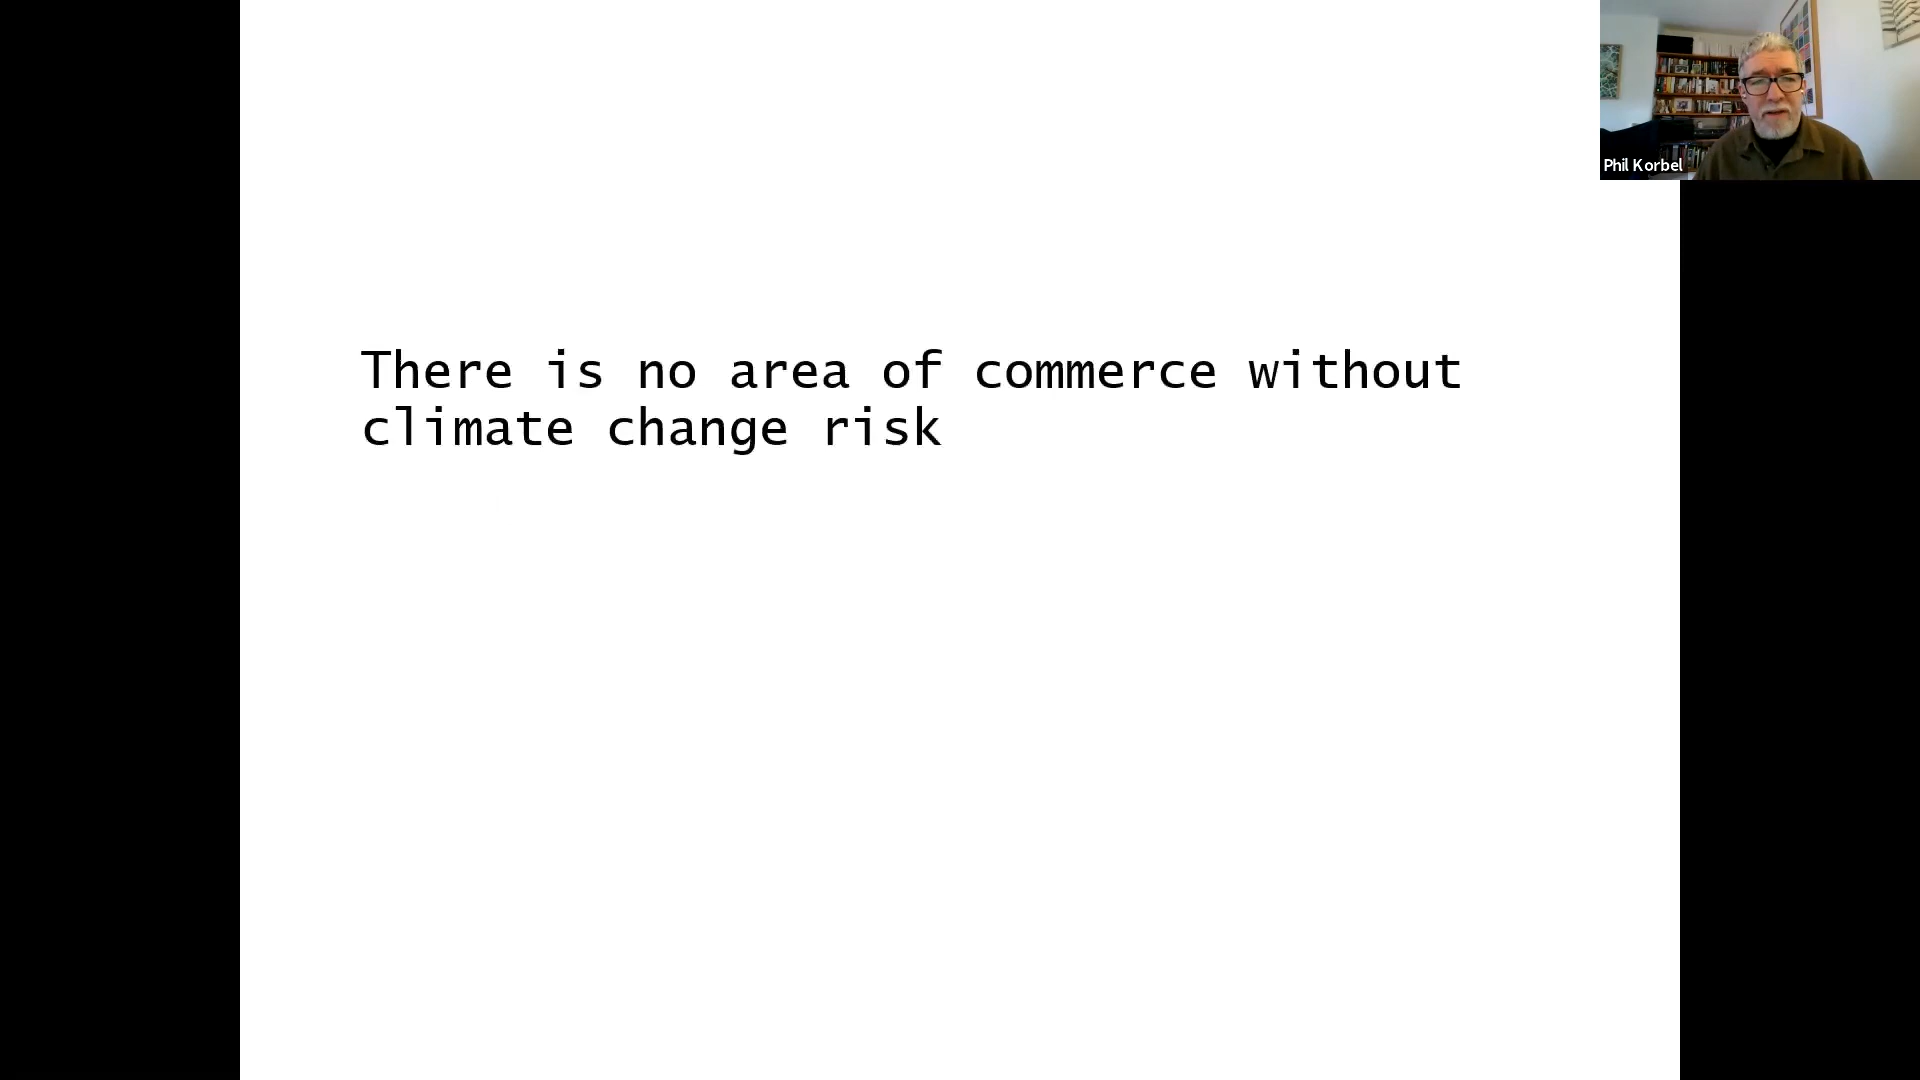 There is no area of commerce without
climate change risk
Phil Korbel